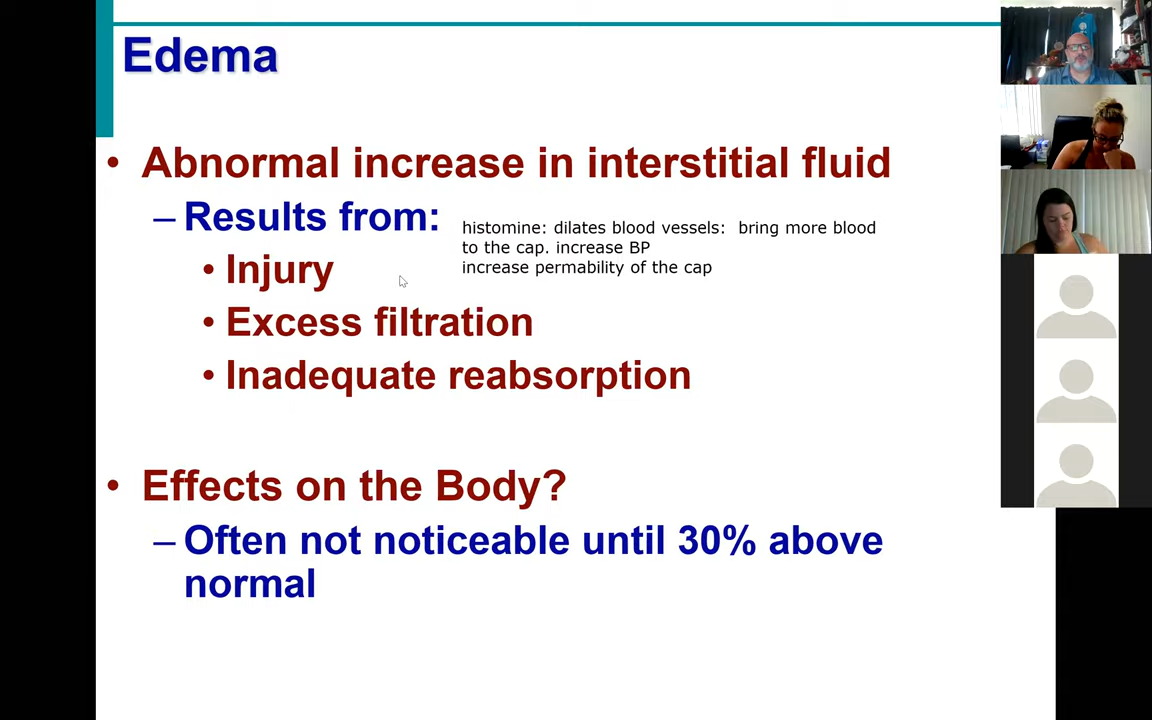 Edema
• Abnormal increase in interstitial fluid
– Results from:
histomine: dilates blood vessels:  bring more blood
to the cap. increase BP
increase permability of the cap
• Injury
• Excess filtration
• Inadequate reabsorption
• Effects on the Body?
– Often not noticeable until 30% above
normal